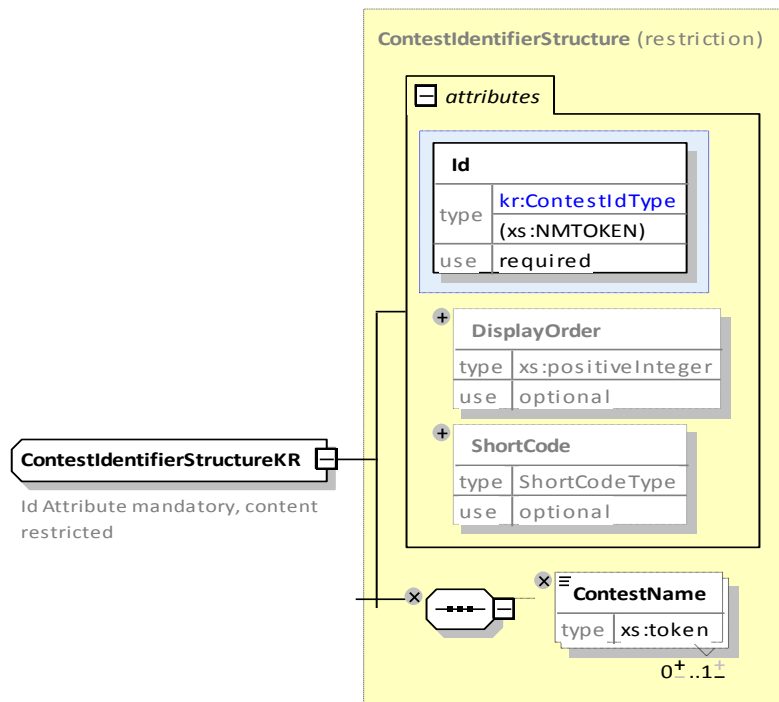 ContestIdentifierStructure (restriction)
attributes
Id
type kr:ContestIdType
(xs:NMTOKEN)
use required
DisplayOrder
type xs:positiveInteger
use optional
ShortCode
type ShortCodeType
use optional
ContestIdentifierStructureKR
Id Attribute mandatory, content
restricted
ContestName
type xs:token
0..1